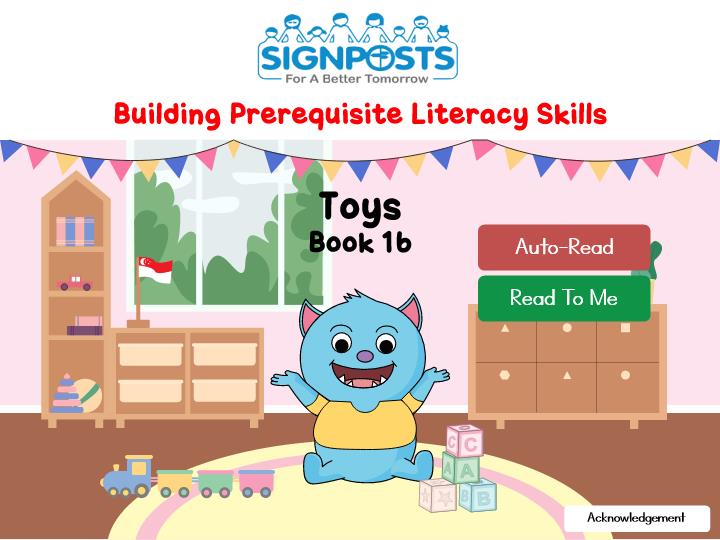 SIGNPOSTS
For A Better Tomorrow
Building Prerequisite Literacy Skills
Toys
Book 1b
Auto-Read
Read To Me
C C
A A
B B
Acknowledgement